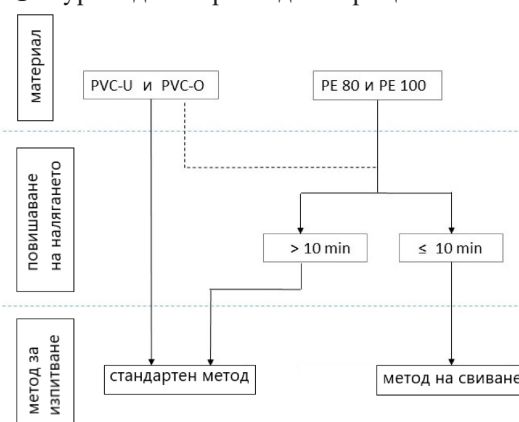 материал
PVC-U и PVC-O
PE 80 и PE 100
повишаване
на налягането
> 10 min
≤ 10 min
метод за
изпитване
стандартен метод
метод на свиване